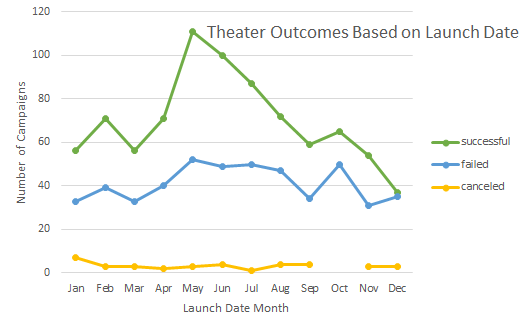 Theater Outcomes Based on Launch Date
120
100
80
60
40
20
0
Number of Campaigns
Jan Feb Mar Apr May Jun Jul Aug Sep Oct Nov Dec
Launch Date Month
successful
failed
canceled